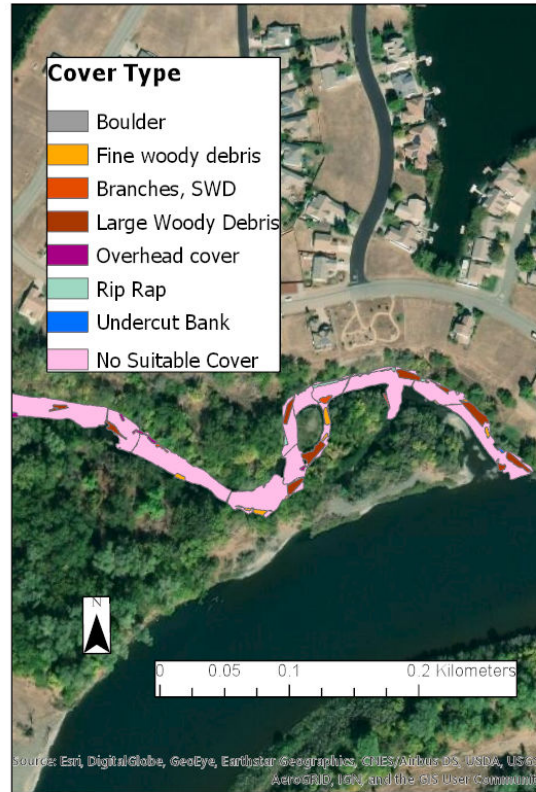 Cover Type
Boulder
Fine woody debris
Branches, SWD
Large Woody Debris
Overhead cover
Rip Rap
Undercut Bank
No Suitable Cover
N
0 0.05 0.1 0.2 Kilometers
Source: Esri, DigitalGlobe, GeoEye, Earthstar Geographics, CNES/Airbus DS, USDA, USGS
AeroGRID, IGN, and the GIS User Communit